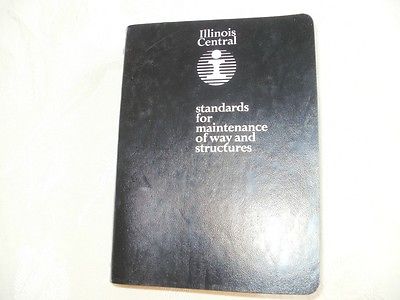 Illinois
Central
i
standards
for
maintenance
of way and
structures